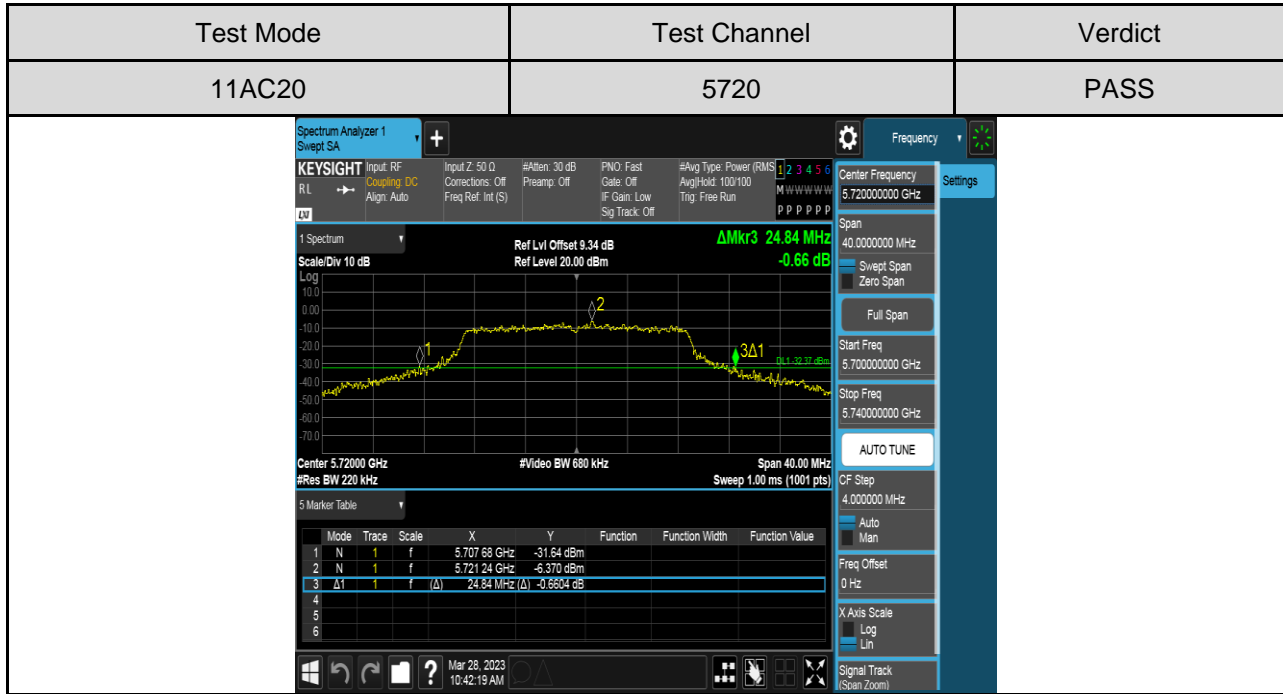 Test Mode Test Channel Verdict
11AC20 5720 PASS
Spectrum Analyzer 1
Swept SA
+
Frequency
KEYSIGHT Input: RF Input Z: 50 Ω #Atten: 30 dB PNO: Fast #Avg Type: Power (RMS 1 2 3 4 5 6
RL Coupling: DC Corrections: Off Preamp: Off Gate: Off Avg|Hold: 100/100 M W W W W W
Align: Auto Freq Ref: Int (S) IF Gain: Low Trig: Free Run
LXI Sig Track: Off P P P P P P
Center Frequency
5.720000000 GHz
Settings
1 Spectrum
Ref Lvl Offset 9.34 dB
ΔMkr3 24.84 MHz
Scale/Div 10 dB Ref Level 20.00 dBm -0.66 dB
Log
10.0
0.00
-10.0
-20.0
-30.0
-40.0
-50.0
-60.0
-70.0
1
2
3Δ1
DL1 -32.37 dBm
Center 5.72000 GHz #Video BW 680 kHz Span 40.00 MHz
#Res BW 220 kHz Sweep 1.00 ms (1001 pts)
Span
40.0000000 MHz
Swept Span
Zero Span
Full Span
Start Freq
5.700000000 GHz
Stop Freq
5.740000000 GHz
AUTO TUNE
CF Step
4.000000 MHz
Auto
Man
Freq Offset
0 Hz
X Axis Scale
Log
Lin
Signal Track
(Span Zoom)
5 Marker Table
Mode Trace Scale X Y Function Function Width Function Value
1 N 1 f 5.707 68 GHz -31.64 dBm
2 N 1 f 5.721 24 GHz -6.370 dBm
3 Δ1 1 f (Δ) 24.84 MHz (Δ) -0.6604 dB
4
5
6
?
Mar 28, 2023
10:42:19 AM